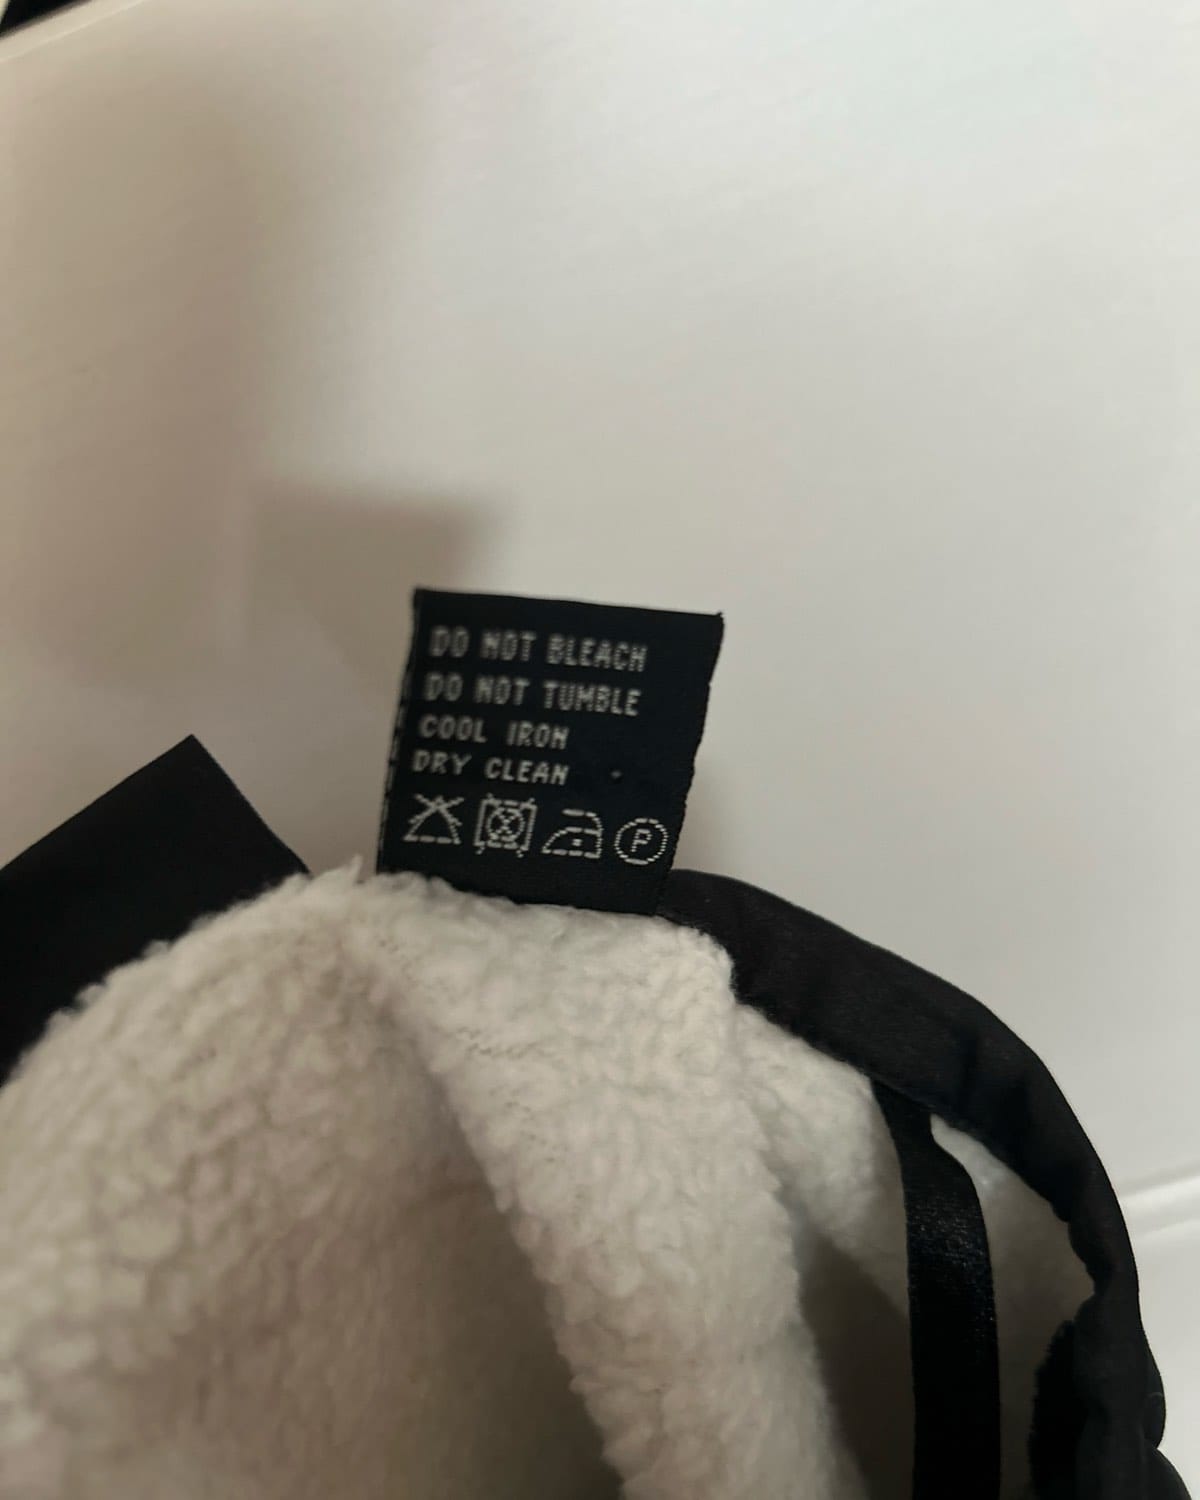 DO NOT BLEACH
DO NOT TUMBLE
COOL IRON
DRY CLEAN
P